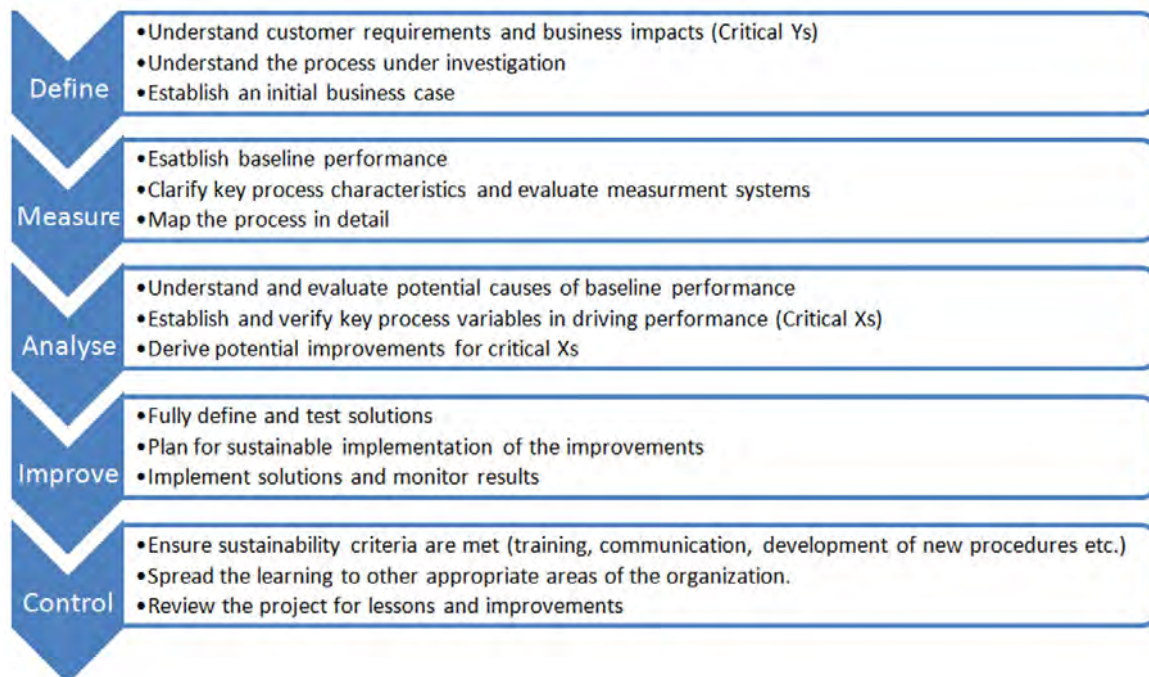 Define
•Understand customer requirements and business impacts (Critical Ys)
•Understand the process under investigation
•Establish an initial business case
Measure
•Esatblish baseline performance
•Clarify key process characteristics and evaluate measurment systems
•Map the process in detail
Analyse
•Understand and evaluate potential causes of baseline performance
•Establish and verify key process variables in driving performance (Critical Xs)
•Derive potential improvements for critical Xs
Improve
•Fully define and test solutions
•Plan for sustainable implementation of the improvements
•Implement solutions and monitor results
Control
•Ensure sustainability criteria are met (training, communication, development of new procedures etc.)
•Spread the learning to other appropriate areas of the organization.
•Review the project for lessons and improvements